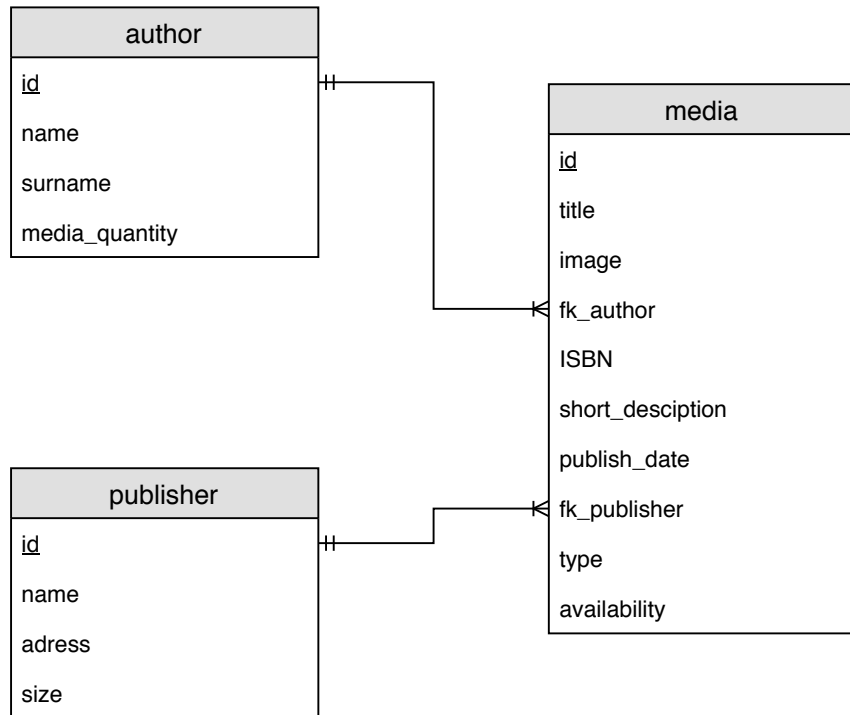 author
id
name
surname
media_quantity
media
id
title
image
fk_author
ISBN
short_desciption
publish_date
fk_publisher
type
availability
publisher
id
name
adress
size